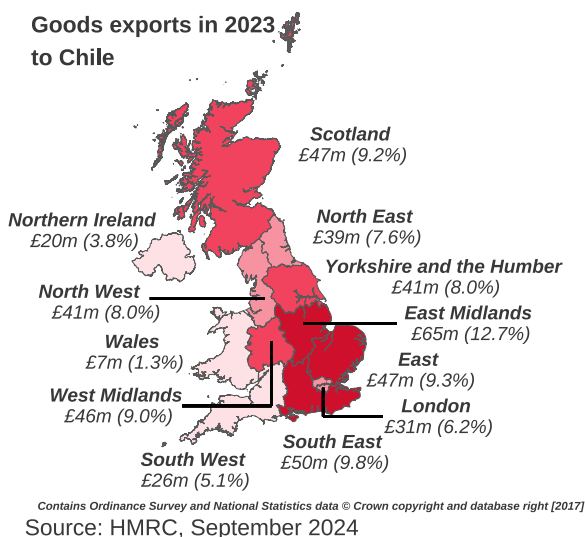 Goods exports in 2023
to Chile
Scotland
£47m (9.2%)
Northern Ireland
£20m (3.8%)
North East
£39m (7.6%)
Yorkshire and the Humber
£41m (8.0%)
North West
£41m (8.0%)
East Midlands
£65m (12.7%)
Wales
£7m (1.3%)
East
£47m (9.3%)
West Midlands
£46m (9.0%)
London
£31m (6.2%)
South East
£50m (9.8%)
South West
£26m (5.1%)
Contains Ordinance Survey and National Statistics data © Crown copyright and database right [2017]
Source: HMRC, September 2024